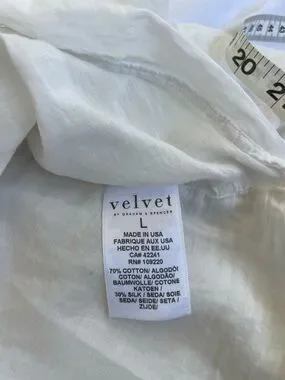 20
velvet
BY GRAHAM & SPENCER
L
MADE IN USA
FABRIQUE AUX USA
HECHO EN EE.UU
CA# 42241
RN# 109220
70% COTTON/ ALGODÓN/
COTON/ ALGODÃO/
BAUMWOLLE/ COTONE
KATOEN /
30% SILK / SEDA/ SOIE
SEDA/ SEIDE/ SETA /
ZIJDE/